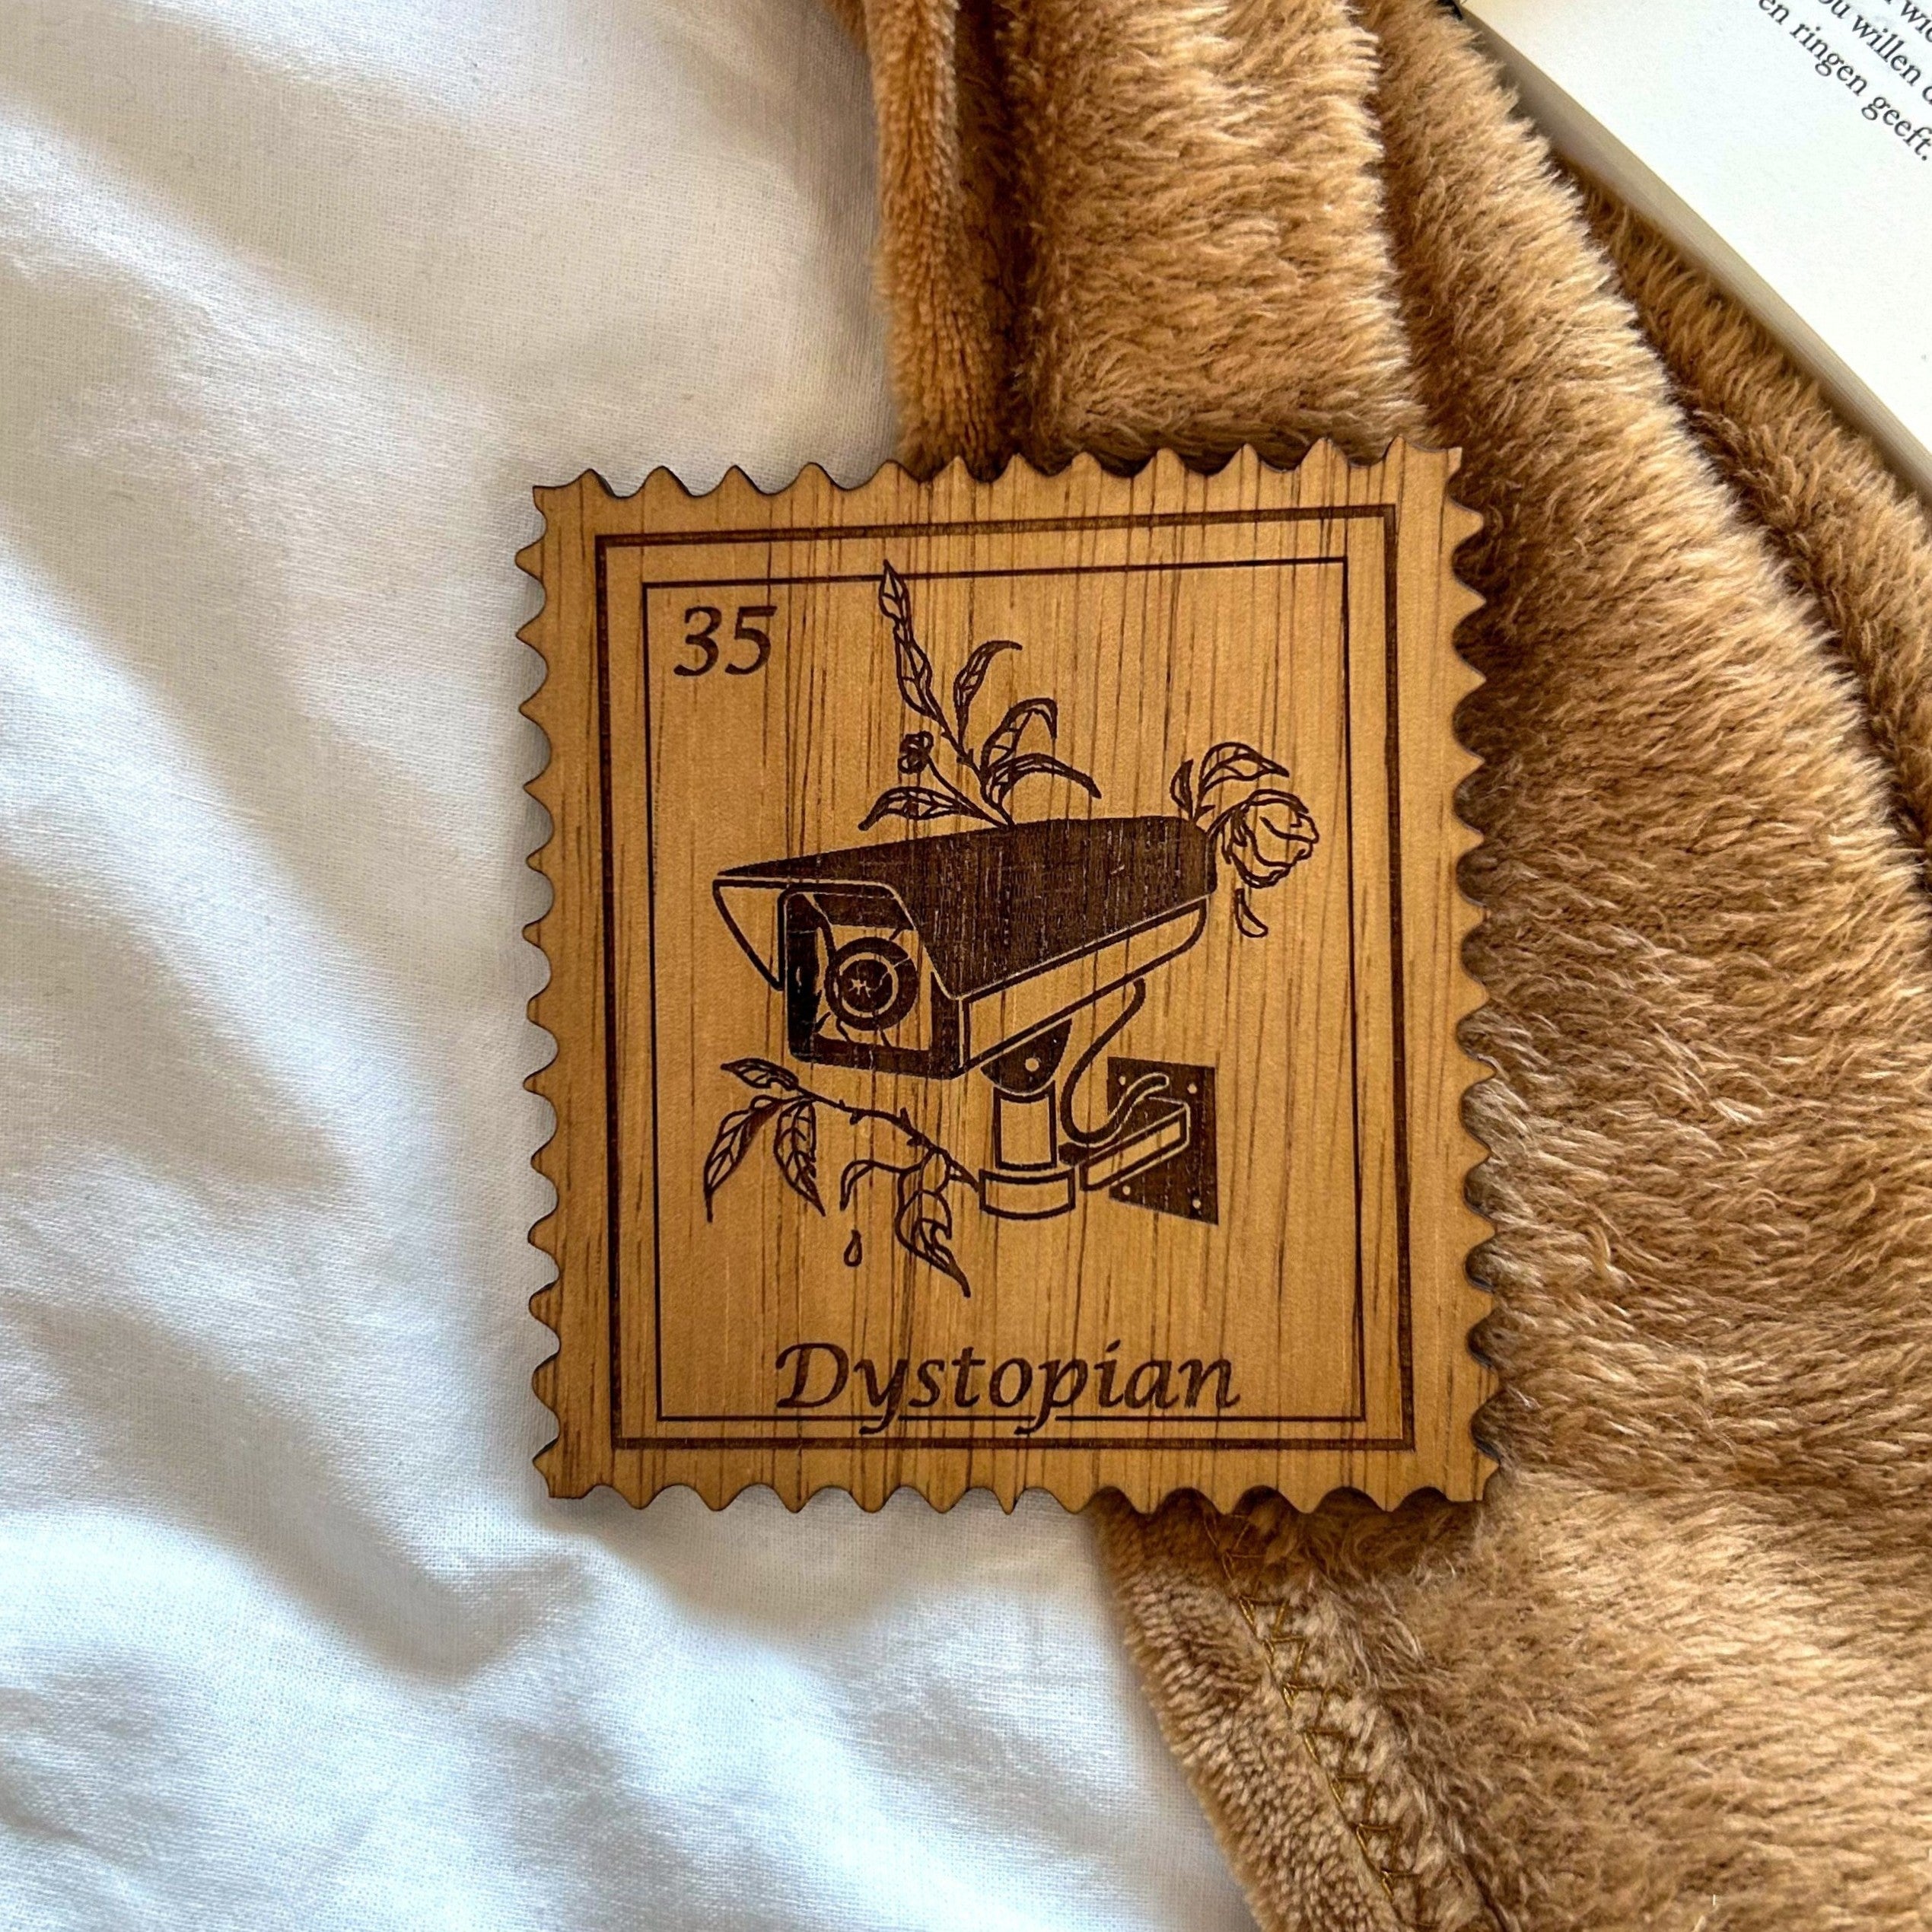 ou willen
en ringen geeft.
35
Dystopian